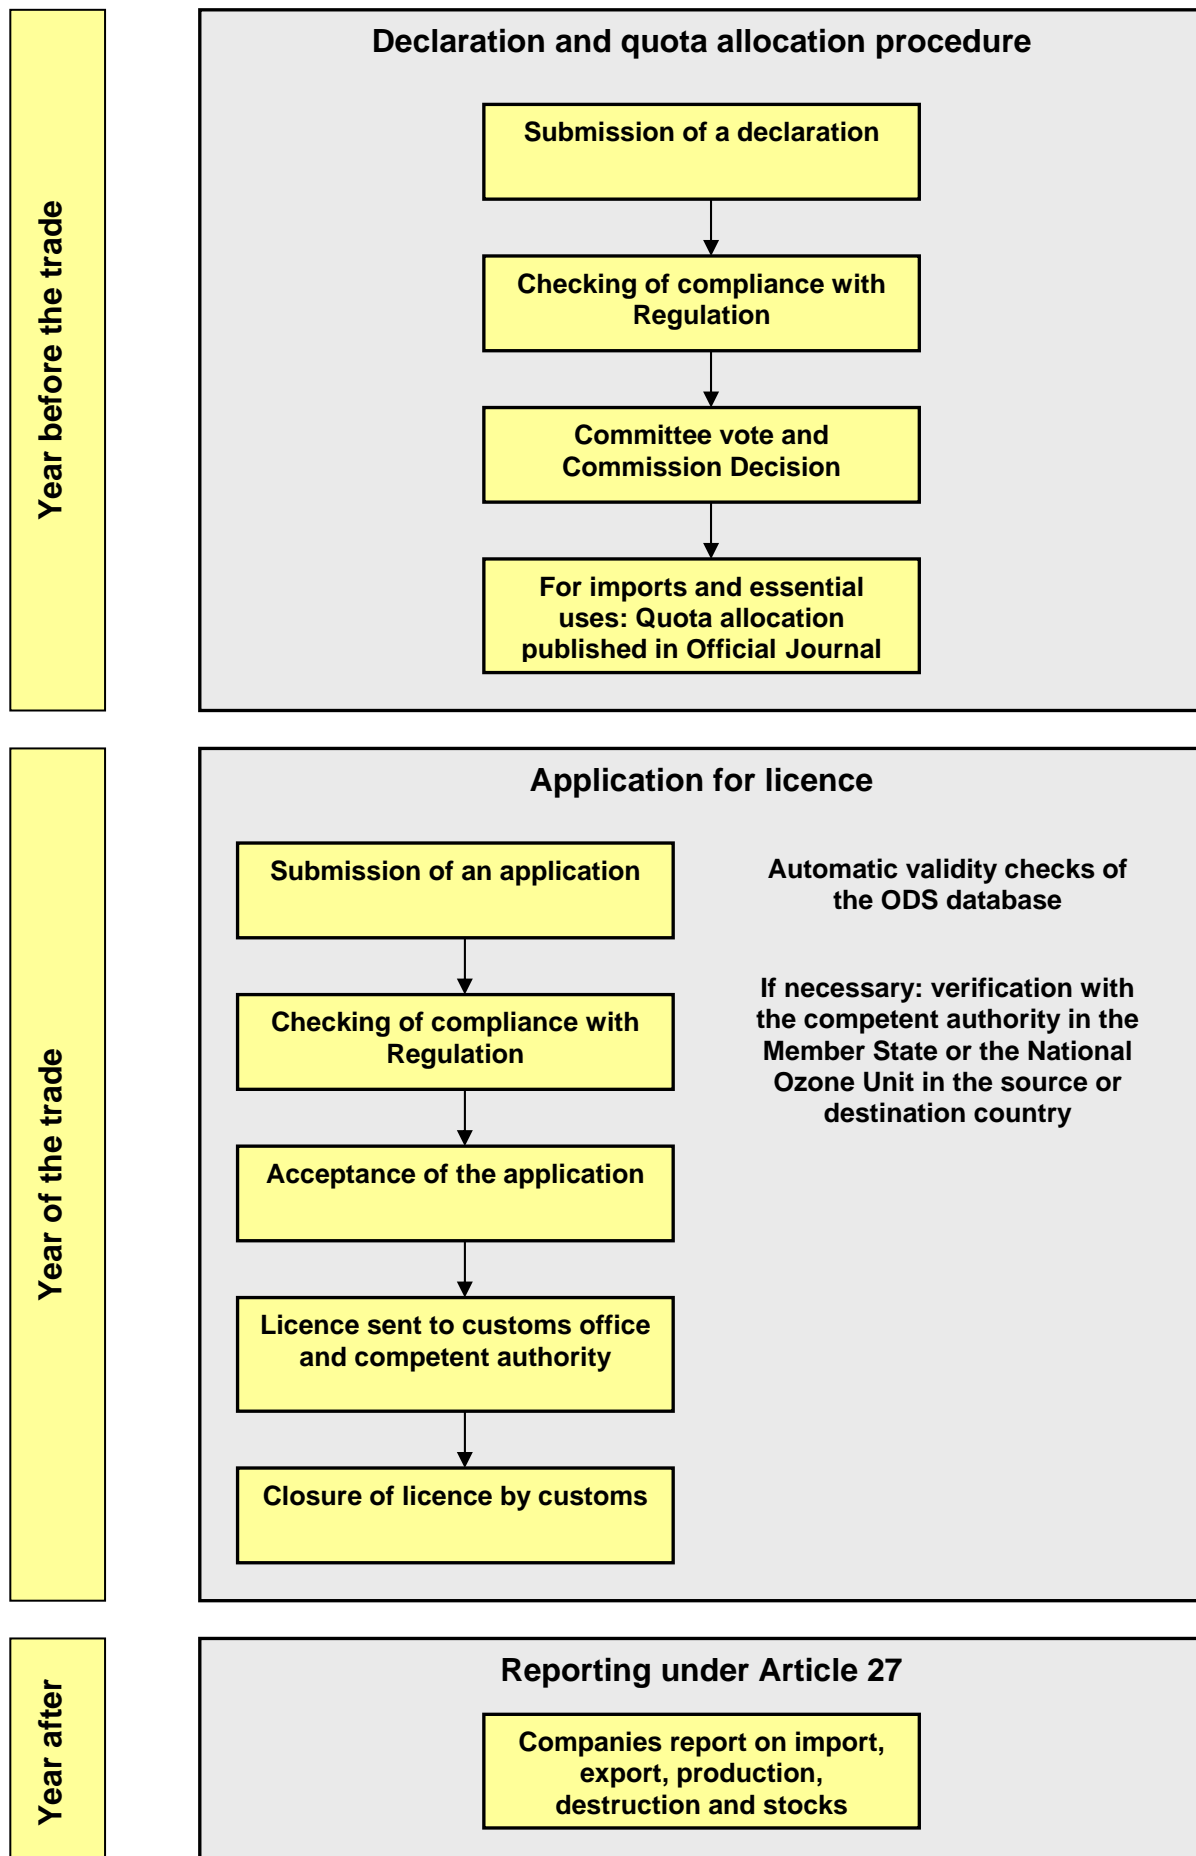 Year before the trade
Declaration and quota allocation procedure
Submission of a declaration
Checking of compliance with
Regulation
Committee vote and
Commission Decision
For imports and essential
uses: Quota allocation
published in Official Journal
Year of the trade
Application for licence
Submission of an application
Automatic validity checks of
the ODS database
Checking of compliance with
Regulation
If necessary: verification with
the competent authority in the
Member State or the National
Ozone Unit in the source or
destination country
Acceptance of the application
Licence sent to customs office
and competent authority
Closure of licence by customs
Year after
Reporting under Article 27
Companies report on import,
export, production,
destruction and stocks